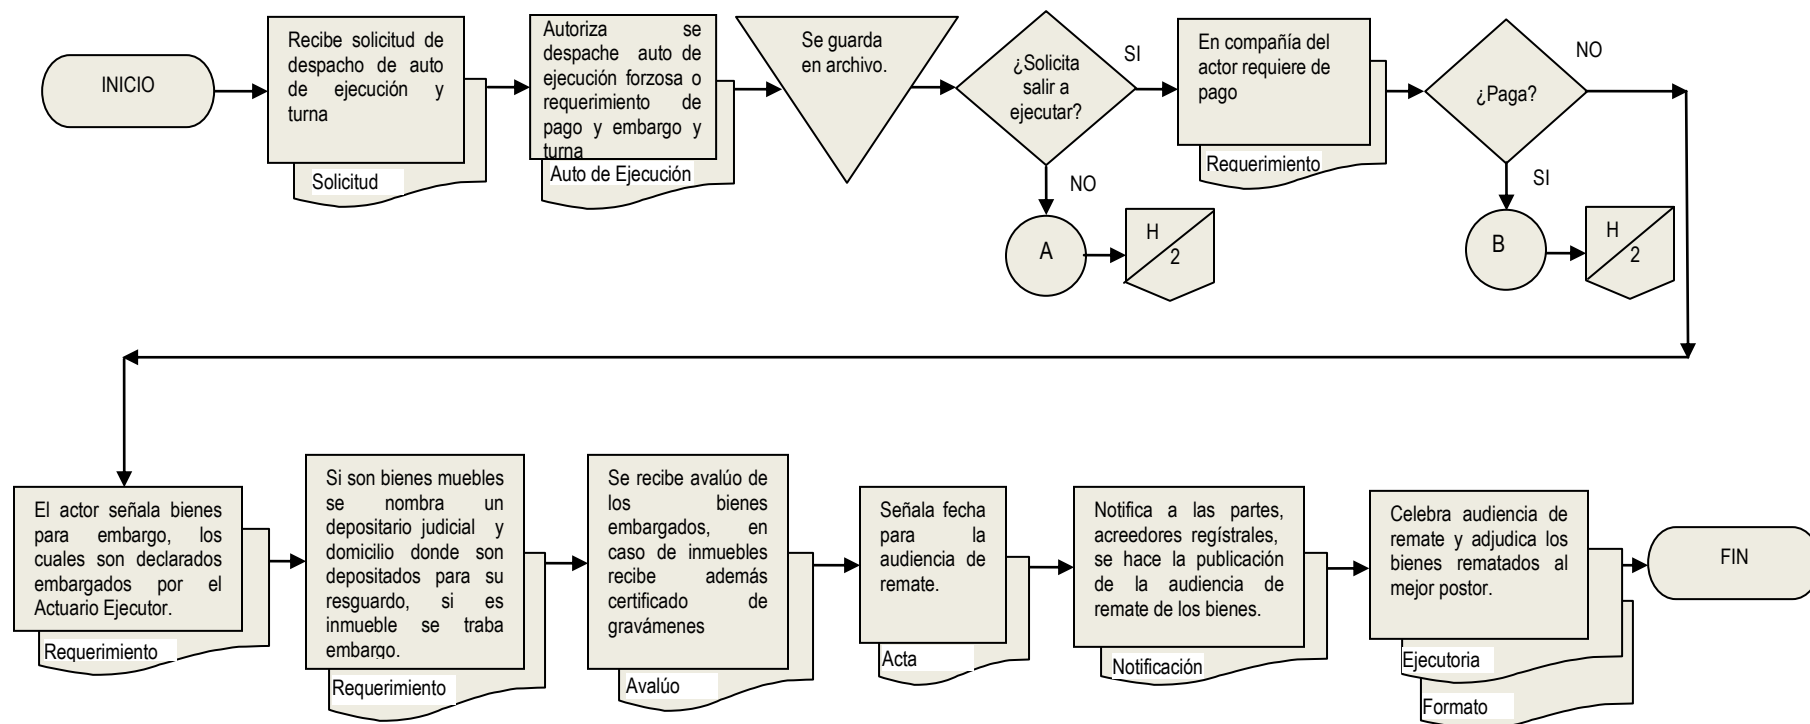 INICIO
Recibe solicitud de
despacho de auto
de ejecución y
turna
Solicitud
Autoriza se
despache auto de
ejecución forzosa o
requerimiento de
pago y embargo y
turna
Auto de Ejecución
Se guarda
en archivo.
¿Solicita
salir a
ejecutar?
SI
NO
A
H
2
En compañía del
actor requiere de
pago
Requerimiento
¿Paga?
NO
SI
B
H
2
El actor señala bienes
para embargo, los
cuales son declarados
embargados por el
Actuario Ejecutor.
Requerimiento
Si son bienes muebles
se nombra un
depositario judicial y
domicilio donde son
depositados para su
resguardo, si es
inmueble se traba
embargo.
Requerimiento
Se recibe avalúo de
los bienes
embargados, en
caso de inmuebles
recibe además
certificado de
gravámenes
Avalúo
Señala fecha
para la
audiencia de
remate.
Acta
Notifica a las partes,
acreedores regístrales,
se hace la publicación
de la audiencia de
remate de los bienes.
Notificación
Celebra audiencia de
remate y adjudica los
bienes rematados al
mejor postor.
Ejecutoria
Formato
FIN